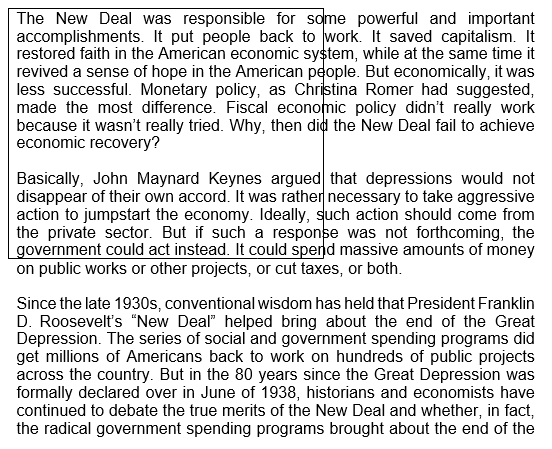 The New Deal was responsible for some powerful and important
accomplishments. It put people back to work. It saved capitalism. It
restored faith in the American economic system, while at the same time it
revived a sense of hope in the American people. But economically, it was
less successful. Monetary policy, as Christina Romer had suggested,
made the most difference. Fiscal economic policy didn’t really work
because it wasn’t really tried. Why, then did the New Deal fail to achieve
economic recovery?
Basically, John Maynard Keynes argued that depressions would not
disappear of their own accord. It was rather necessary to take aggressive
action to jumpstart the economy. Ideally, such action should come from
the private sector. But if such a response was not forthcoming, the
government could act instead. It could spend massive amounts of money
on public works or other projects, or cut taxes, or both.
Since the late 1930s, conventional wisdom has held that President Franklin
D. Roosevelt’s “New Deal” helped bring about the end of the Great
Depression. The series of social and government spending programs did
get millions of Americans back to work on hundreds of public projects
across the country. But in the 80 years since the Great Depression was
formally declared over in June of 1938, historians and economists have
continued to debate the true merits of the New Deal and whether, in fact,
the radical government spending programs brought about the end of the